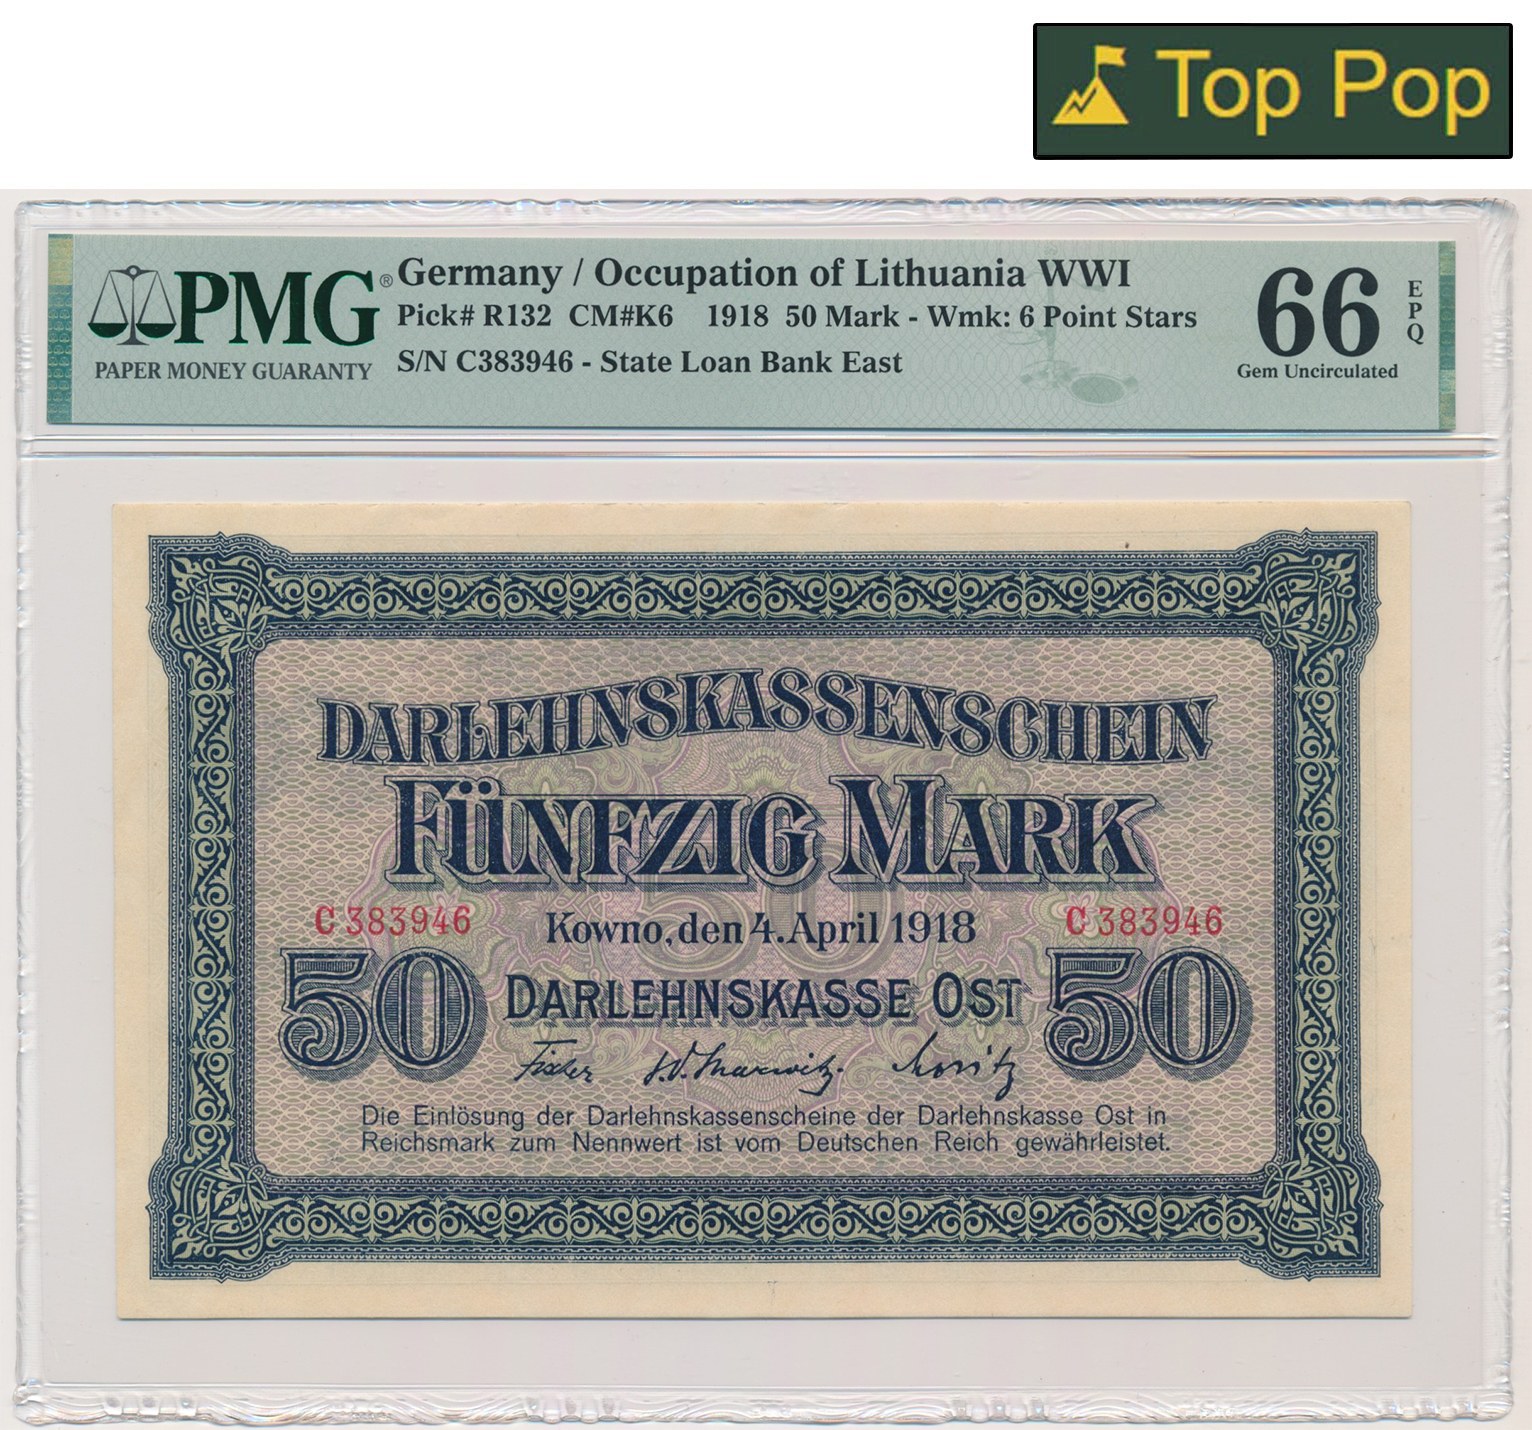 Top Pop
PMG®
PAPER MONEY GUARANTY
Germany / Occupation of Lithuania WWI
Pick# R132 CM#K6 1918 50 Mark - Wmk: 6 Point Stars
S/N C383946 - State Loan Bank East
66 EPQ
Gem Uncirculated
DARLEHNSKASSENSCHEIN
FÜNFZIG MARK
50
C 383946 C 383946
Kowno, den 4. April 1918
50 50
DARLEHNSKASSE OST
Fischer
Die Einlösung der Darlehnskassenscheine der Darlehnskasse Ost in
Reichsmark zum Nennwert ist vom Deutschen Reich gewährleistet.